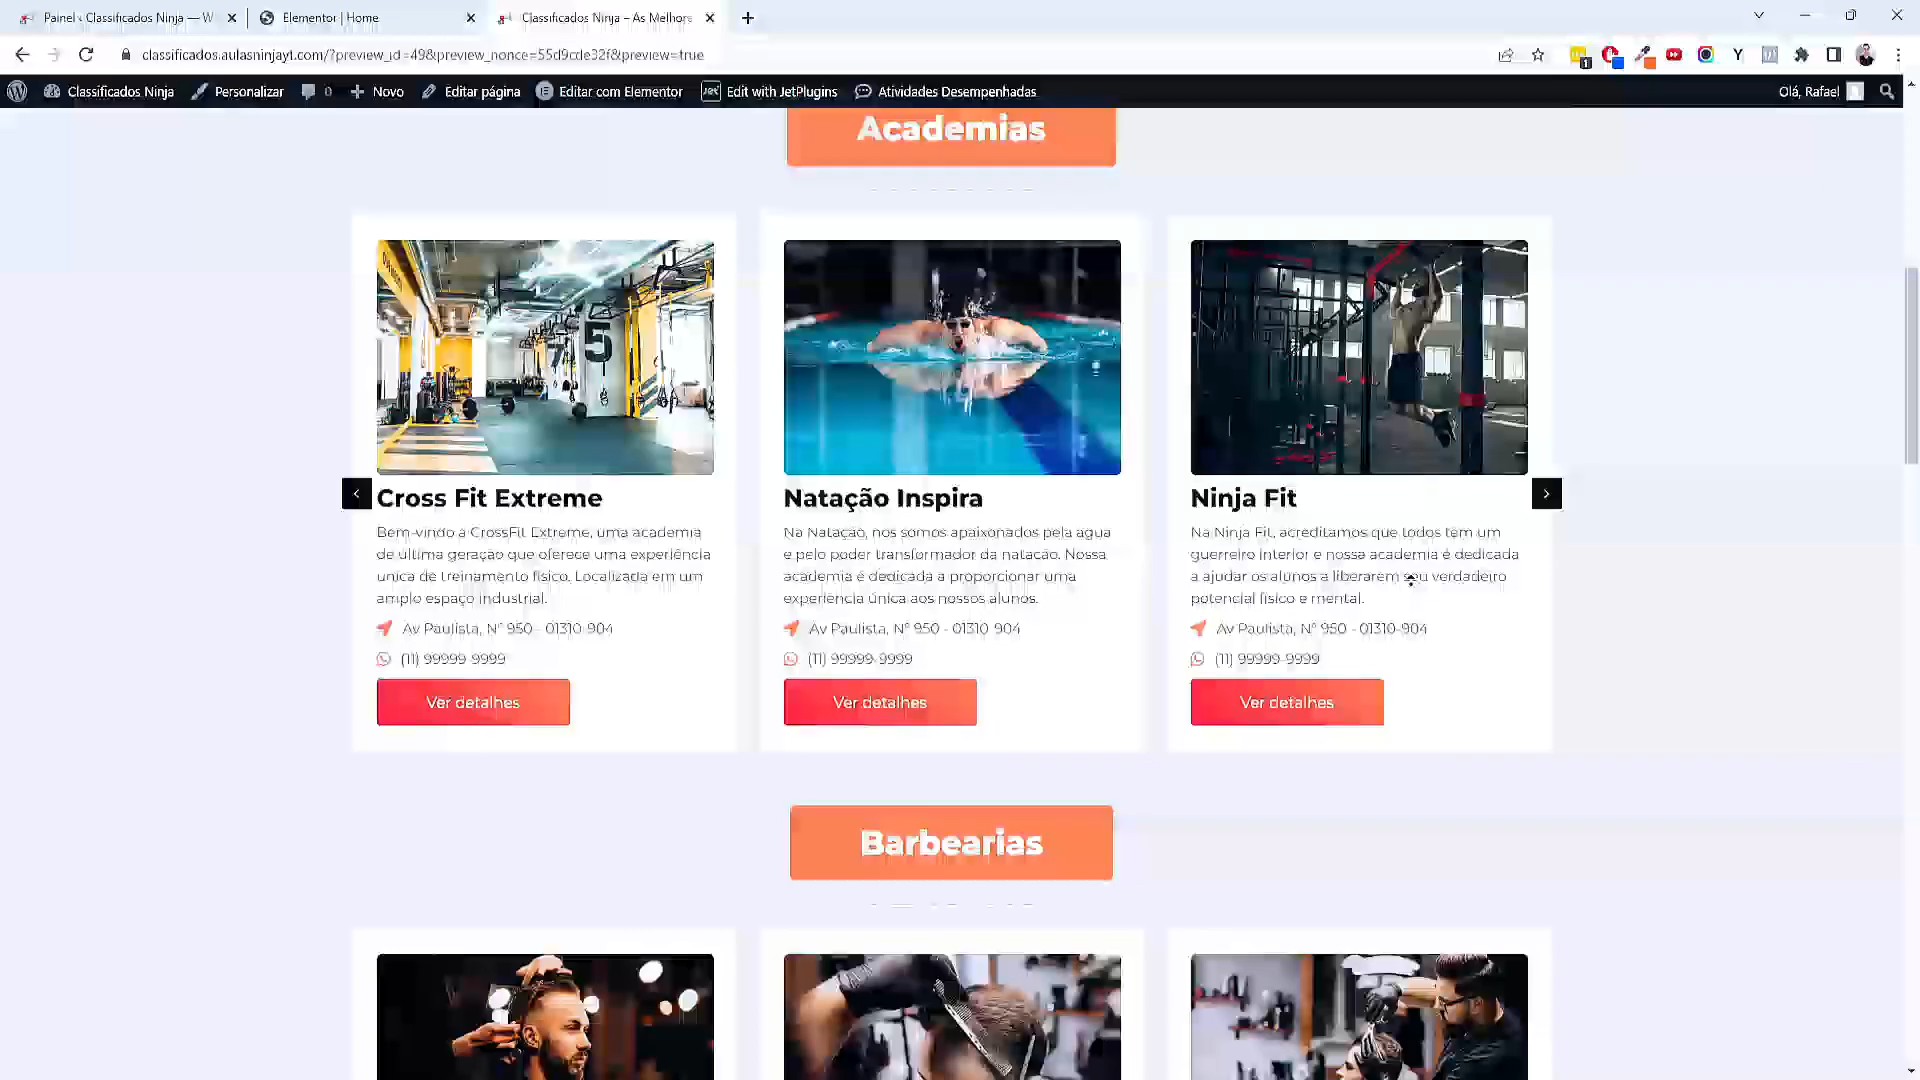 Painel ‹ Classificados Ninja — W
Elementor | Home
Classificados Ninja – As Melhors
classificados.aulasninjayt.com/?preview_id=49&preview_nonce=55d9cde32f&preview=true
Classificados Ninja
Personalizar
0
Novo
Editar página
Editar com Elementor
Edit with JetPlugins
Atividades Desempenhadas
Olá, Rafael
Academias
5
Cross Fit Extreme
Bem-vindo a CrossFit Extreme, uma academia
de última geração que oferece uma experiência
unica de treinamento físico. Localizada em um
amplo espaço industrial.
Av Paulista, N° 950 - 01310-904
(11) 99999-9999
Ver detalhes
Natação Inspira
Na Natação, nos somos apaixonados pela agua
e pelo poder transformador da natacão. Nossa
academia é dedicada a proporcionar uma
experiência única aos nossos alunos.
Av Paulista, N° 950 - 01310-904
(11) 99999-9999
Ver detalhes
Ninja Fit
Na Ninja Fit, acreditamos que todos tem um
guerreiro interior e nossa academia é dedicada
a ajudar os alunos a liberarem seu verdadeiro
potencial físico e mental.
Av Paulista, N° 950 - 01310-904
(11) 99999-9999
Ver detalhes
Barbearias